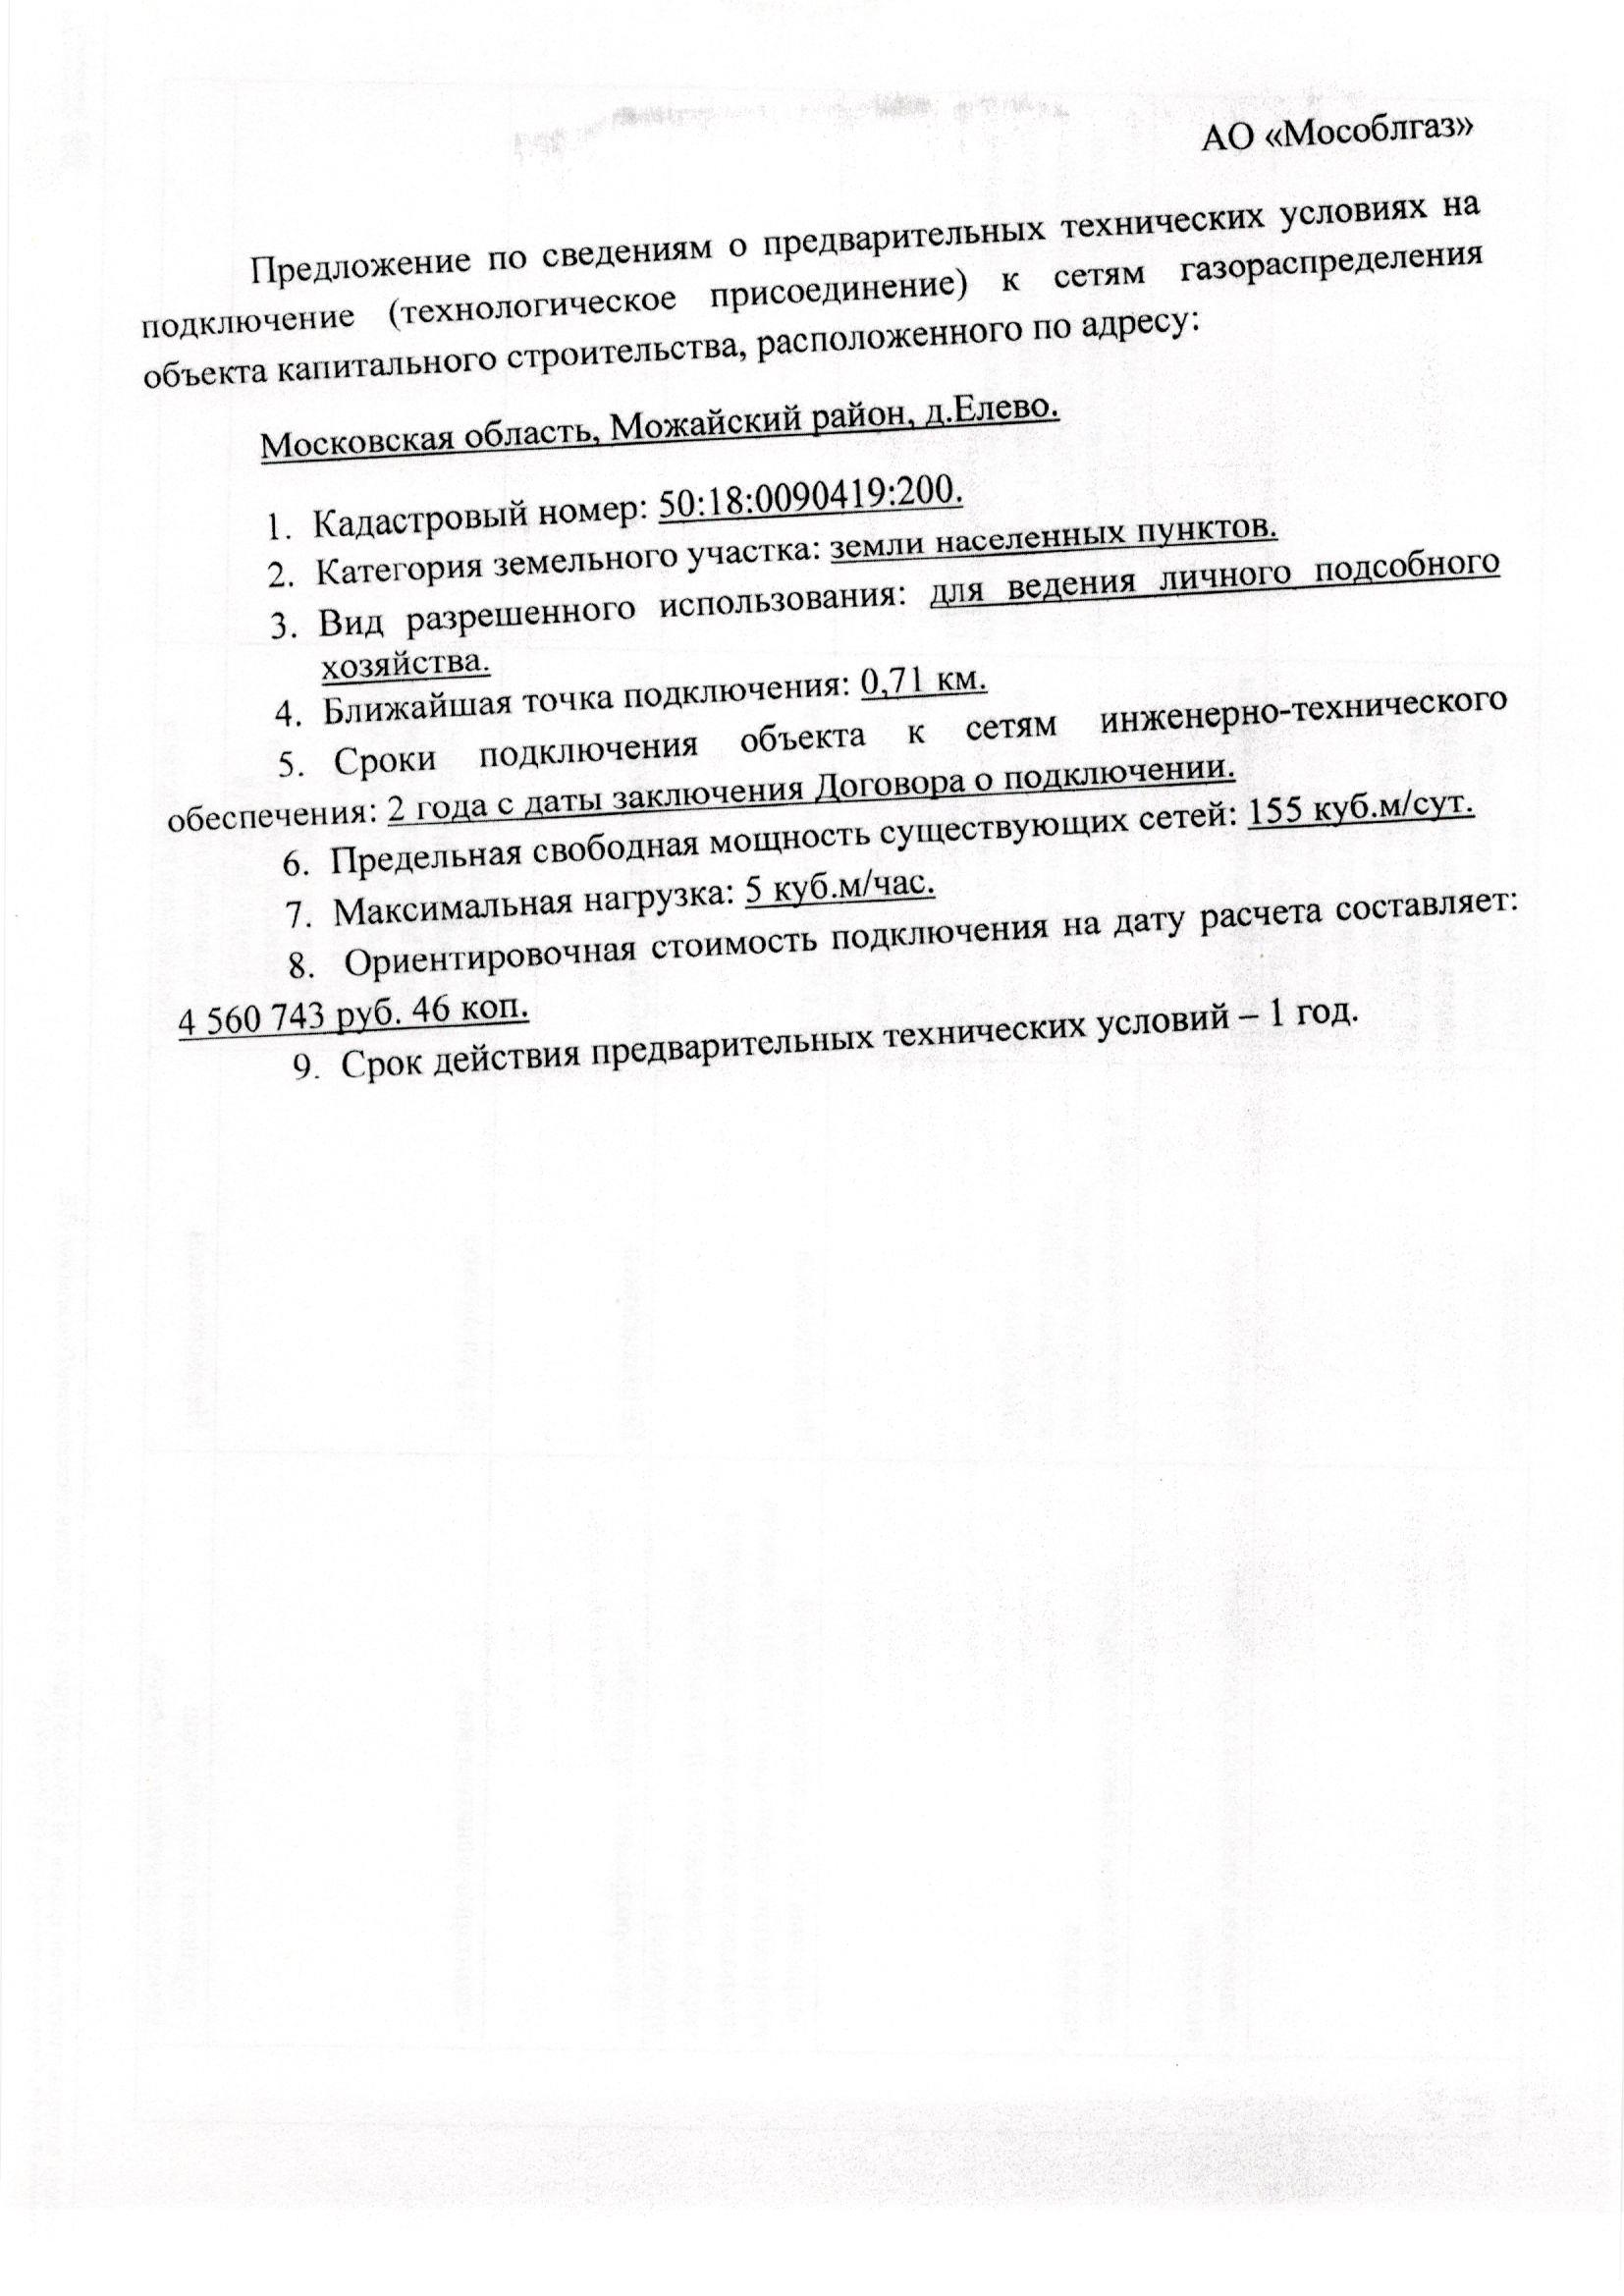 АО «Мособлгаз»
Предложение по сведениям о предварительных технических условиях на
подключение (технологическое присоединение) к сетям газораспределения
объекта капитального строительства, расположенного по адресу:
Московская область, Можайский район, д.Елево.
1. Кадастровый номер: 50:18:0090419:200.
2. Категория земельного участка: земли населенных пунктов.
3. Вид разрешенного использования: для ведения личного подсобного
хозяйства.
4. Ближайшая точка подключения: 0,71 км.
5. Сроки подключения объекта к сетям инженерно-технического
обеспечения: 2 года с даты заключения Договора о подключении.
6. Предельная свободная мощность существующих сетей: 155 куб.м/сут.
7. Максимальная нагрузка: 5 куб.м/час.
8. Ориентировочная стоимость подключения на дату расчета составляет:
4 560 743 руб. 46 коп.
9. Срок действия предварительных технических условий – 1 год.